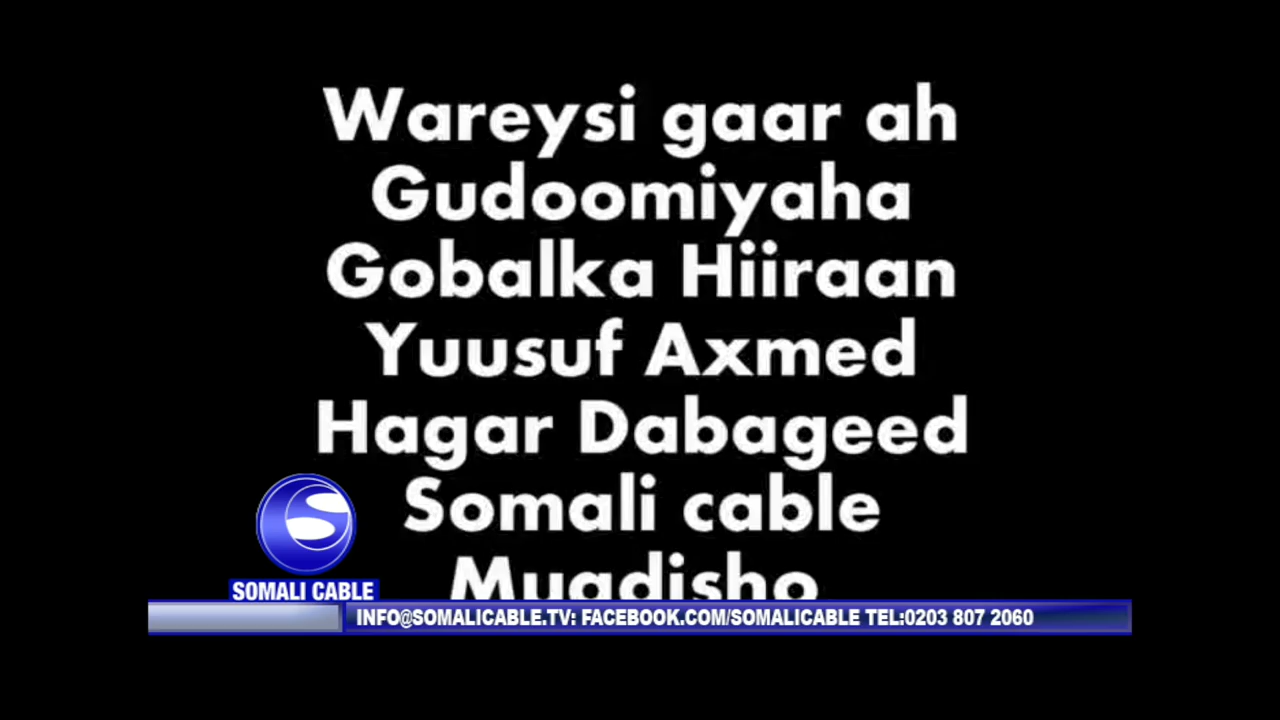 Wareysi gaar ah
Gudoomiyaha
Gobalka Hiiraan
Yuusuf Axmed
Hagar Dabageed
Somali cable
Muqdisho
SOMALI CABLE
INFO@SOMALICABLE.TV: FACEBOOK.COM/SOMALICABLE TEL:0203 807 2060